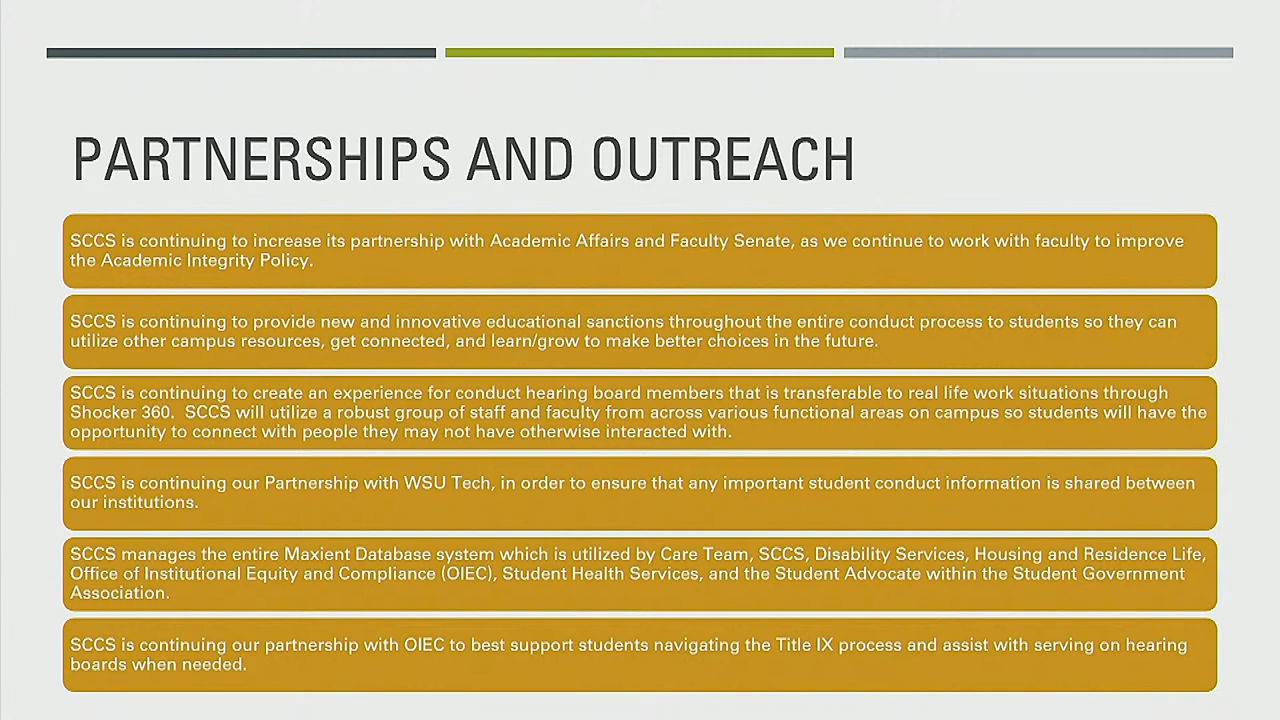 PARTNERSHIPS AND OUTREACH
SCCS is continuing to increase its partnership with Academic Affairs and Faculty Senate, as we continue to work with faculty to improve
the Academic Integrity Policy.
SCCS is continuing to provide new and innovative educational sanctions throughout the entire conduct process to students so they can
utilize other campus resources, get connected, and learn/grow to make better choices in the future.
SCCS is continuing to create an experience for conduct hearing board members that is transferable to real life work situations through
Shocker 360.  SCCS will utilize a robust group of staff and faculty from across various functional areas on campus so students will have the
opportunity to connect with people they may not have otherwise interacted with.
SCCS is continuing our Partnership with WSU Tech, in order to ensure that any important student conduct information is shared between
our institutions.
SCCS manages the entire Maxient Database system which is utilized by Care Team, SCCS, Disability Services, Housing and Residence Life,
Office of Institutional Equity and Compliance (OIEC), Student Health Services, and the Student Advocate within the Student Government
Association.
SCCS is continuing our partnership with OIEC to best support students navigating the Title IX process and assist with serving on hearing
boards when needed.